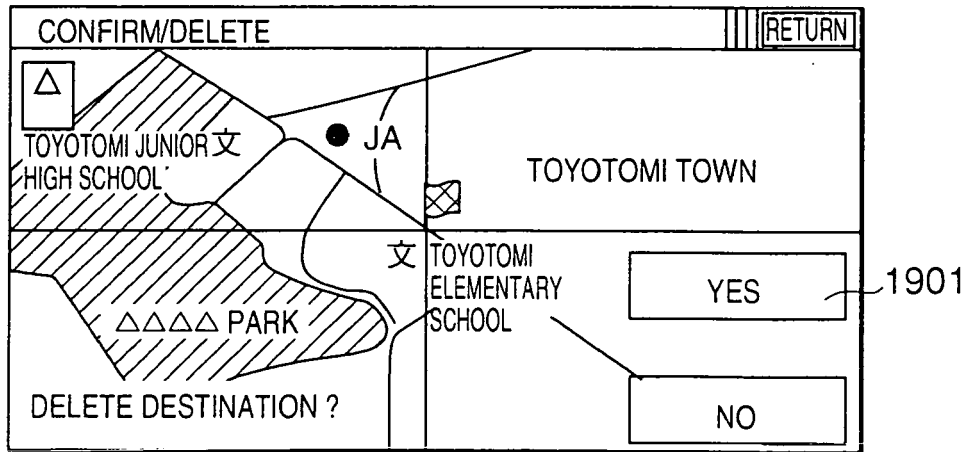 CONFIRM/DELETE
RETURN
JA
TOYOTOMI JUNIOR 文
HIGH SCHOOL
TOYOTOMI TOWN
文 TOYOTOMI
ELEMENTARY
SCHOOL
YES
1901
△△△△ PARK
DELETE DESTINATION ?
NO